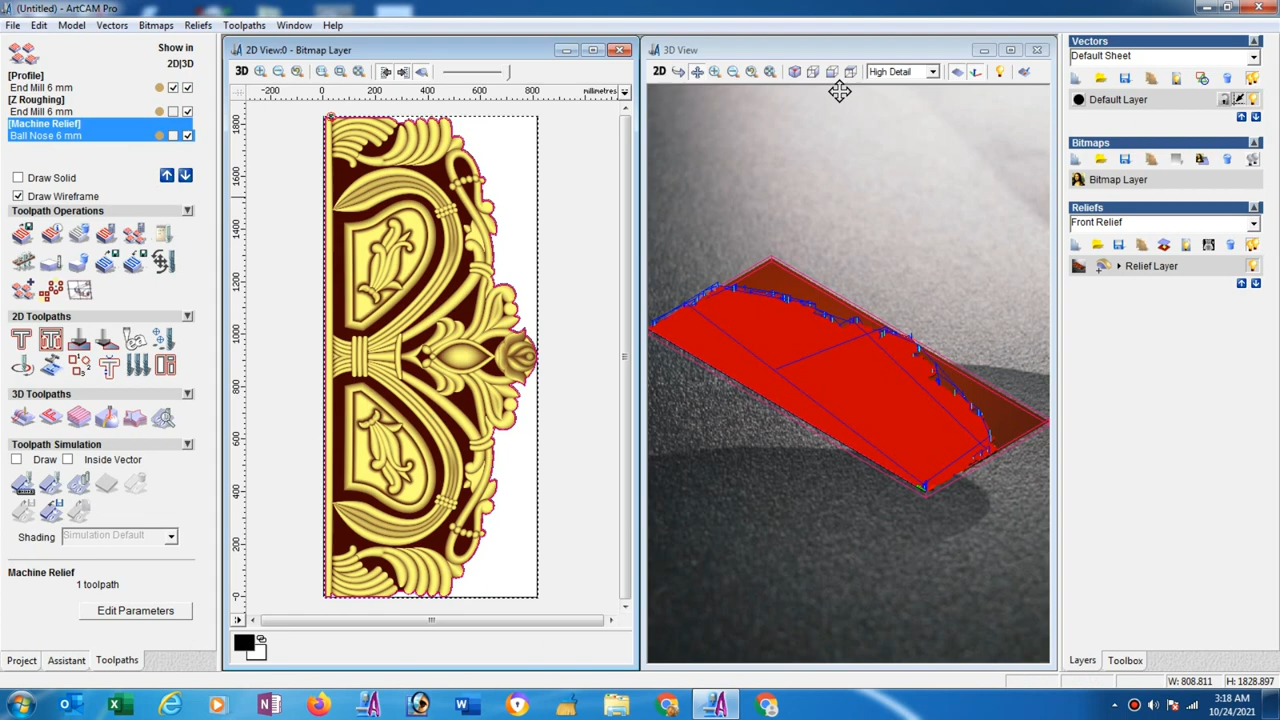 (Untitled) - ArtCAM Pro
File Edit Model Vectors Bitmaps Reliefs Toolpaths Window Help
Show in
2D|3D
[Profile]
End Mill 6 mm
[Z Roughing]
End Mill 6 mm
[Machine Relief]
Ball Nose 6 mm
Draw Solid
Draw Wireframe
Toolpath Operations
2D Toolpaths
3D Toolpaths
Toolpath Simulation
Draw Inside Vector
Shading Simulation Default
Machine Relief
1 toolpath
Edit Parameters
Project Assistant Toolpaths
2D View:0 - Bitmap Layer
3D
-200 0 200 400 600 800 millimetres
1800
1600
1400
1200
1000
800
600
400
200
-0
3D View
2D High Detail
Vectors
Default Sheet
Default Layer
Bitmaps
Bitmap Layer
Reliefs
Front Relief
Relief Layer
Layers Toolbox
W: 808.811 H: 1828.897
3:18 AM
10/24/2021